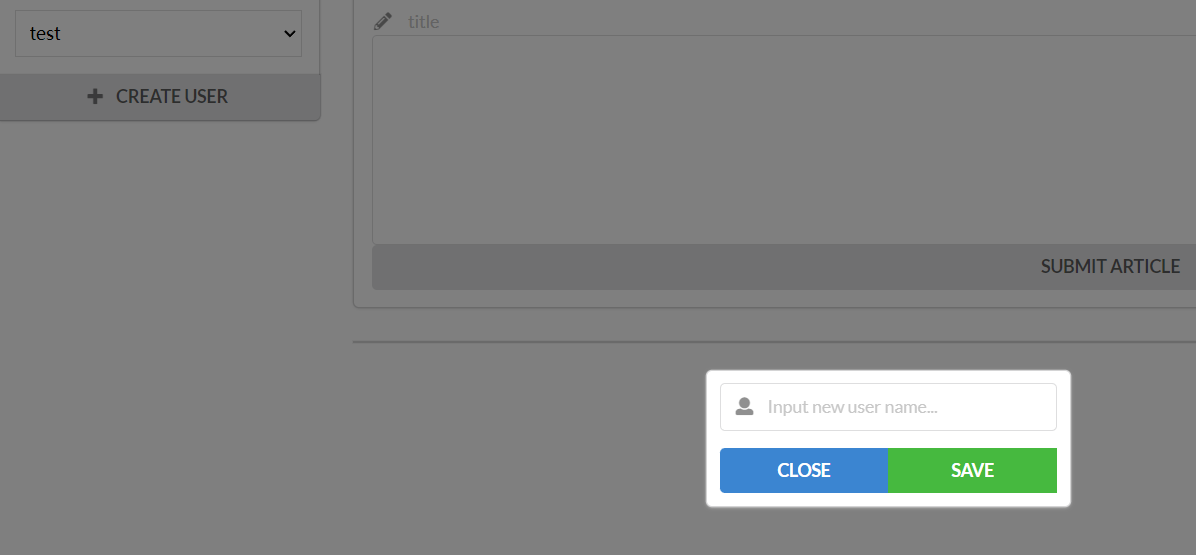 test
CREATE USER
title
SUBMIT ARTICLE
Input new user name...
CLOSE
SAVE